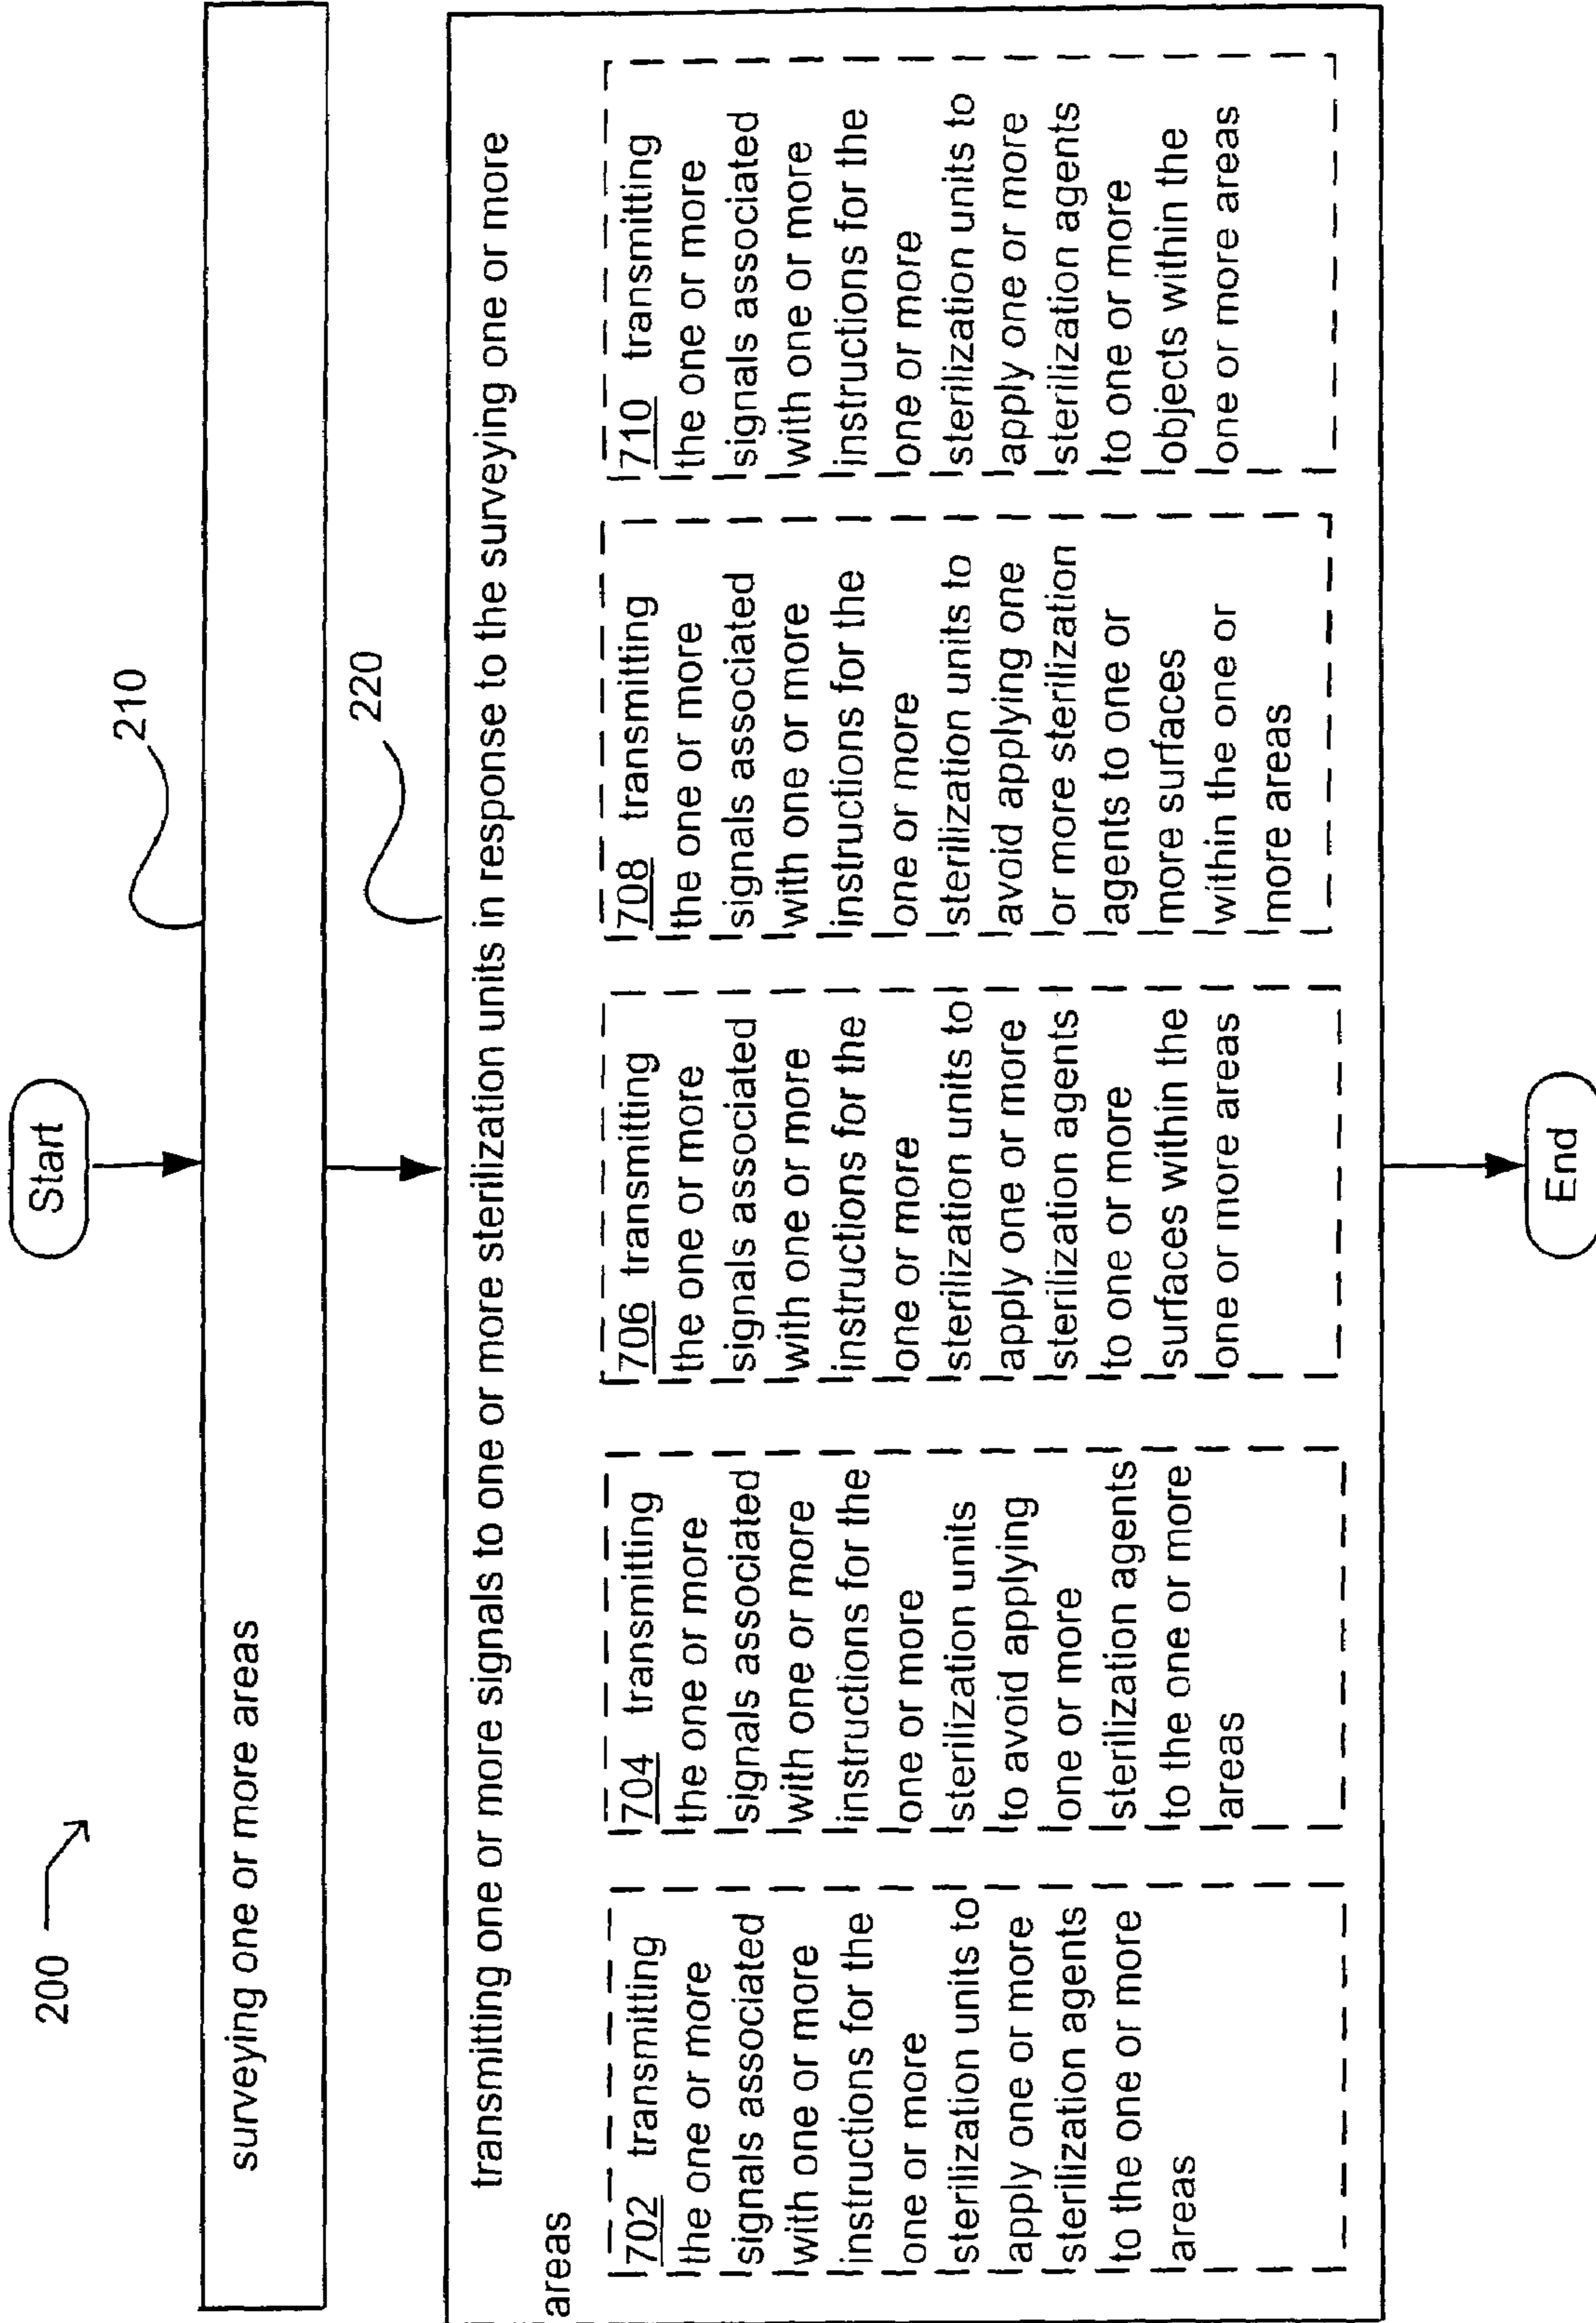 200
Start
210
surveying one or more areas
220
transmitting one or more signals to one or more sterilization units in response to the surveying one or more
areas
702 transmitting
the one or more
signals associated
with one or more
instructions for the
one or more
sterilization units to
apply one or more
sterilization agents
to the one or more
areas
704 transmitting
the one or more
signals associated
with one or more
instructions for the
one or more
sterilization units
to avoid applying
one or more
sterilization agents
to the one or more
areas
706 transmitting
the one or more
signals associated
with one or more
instructions for the
one or more
sterilization units to
apply one or more
sterilization agents
to one or more
surfaces within the
one or more areas
708 transmitting
the one or more
signals associated
with one or more
instructions for the
one or more
sterilization units to
avoid applying one
or more sterilization
agents to one or
more surfaces
within the one or
more areas
710 transmitting
the one or more
signals associated
with one or more
instructions for the
one or more
sterilization units to
apply one or more
sterilization agents
to one or more
objects within the
one or more areas
End